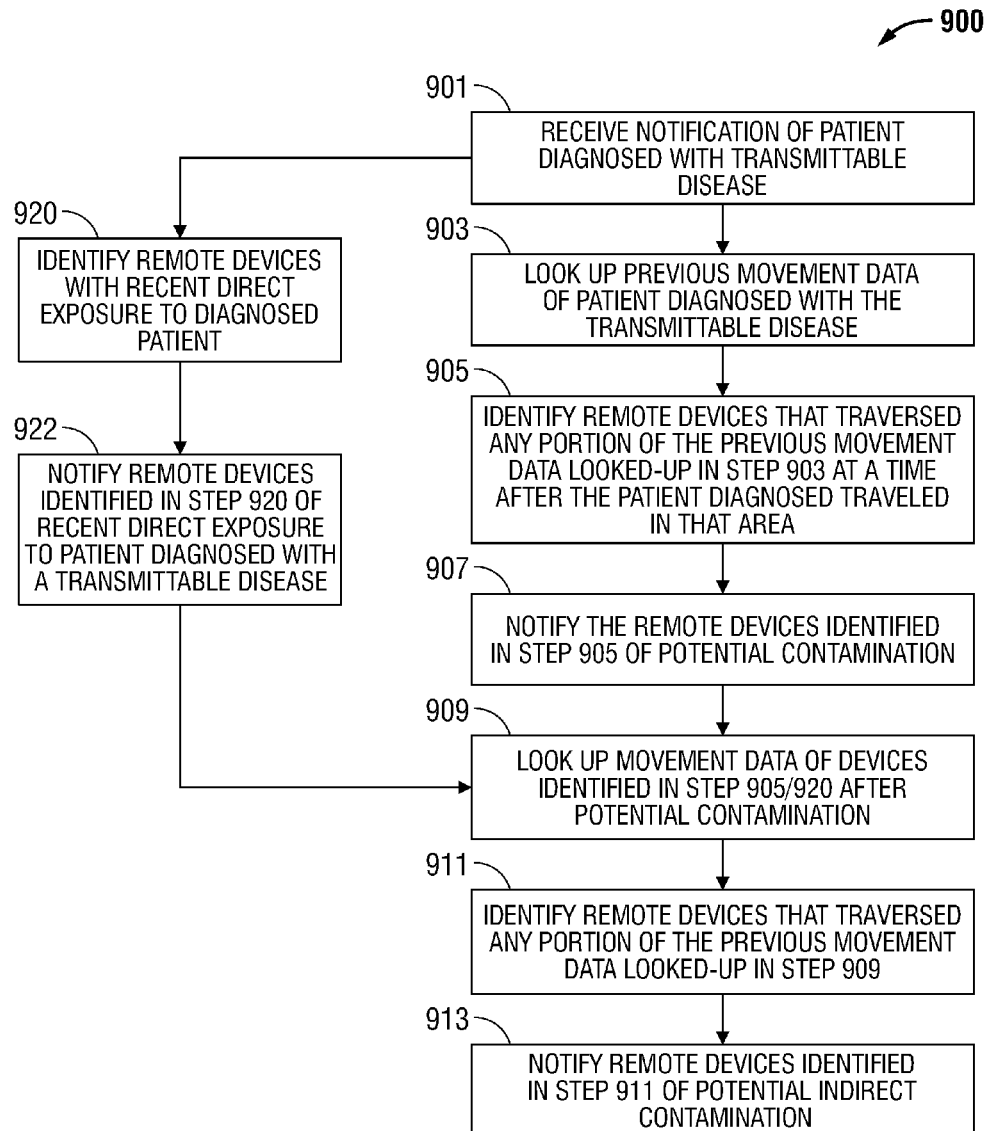 900
901
RECEIVE NOTIFICATION OF PATIENT
DIAGNOSED WITH TRANSMITTABLE
DISEASE
920
IDENTIFY REMOTE DEVICES
WITH RECENT DIRECT
EXPOSURE TO DIAGNOSED
PATIENT
903
LOOK UP PREVIOUS MOVEMENT DATA
OF PATIENT DIAGNOSED WITH THE
TRANSMITTABLE DISEASE
905
IDENTIFY REMOTE DEVICES THAT TRAVERSED
ANY PORTION OF THE PREVIOUS MOVEMENT
DATA LOOKED-UP IN STEP 903 AT A TIME
AFTER THE PATIENT DIAGNOSED TRAVELED
IN THAT AREA
922
NOTIFY REMOTE DEVICES
IDENTIFIED IN STEP 920 OF
RECENT DIRECT EXPOSURE
TO PATIENT DIAGNOSED WITH
A TRANSMITTABLE DISEASE
907
NOTIFY THE REMOTE DEVICES IDENTIFIED
IN STEP 905 OF POTENTIAL CONTAMINATION
909
LOOK UP MOVEMENT DATA OF DEVICES
IDENTIFIED IN STEP 905/920 AFTER
POTENTIAL CONTAMINATION
911
IDENTIFY REMOTE DEVICES THAT TRAVERSED
ANY PORTION OF THE PREVIOUS MOVEMENT
DATA LOOKED-UP IN STEP 909
913
NOTIFY REMOTE DEVICES IDENTIFIED
IN STEP 911 OF POTENTIAL INDIRECT
CONTAMINATION